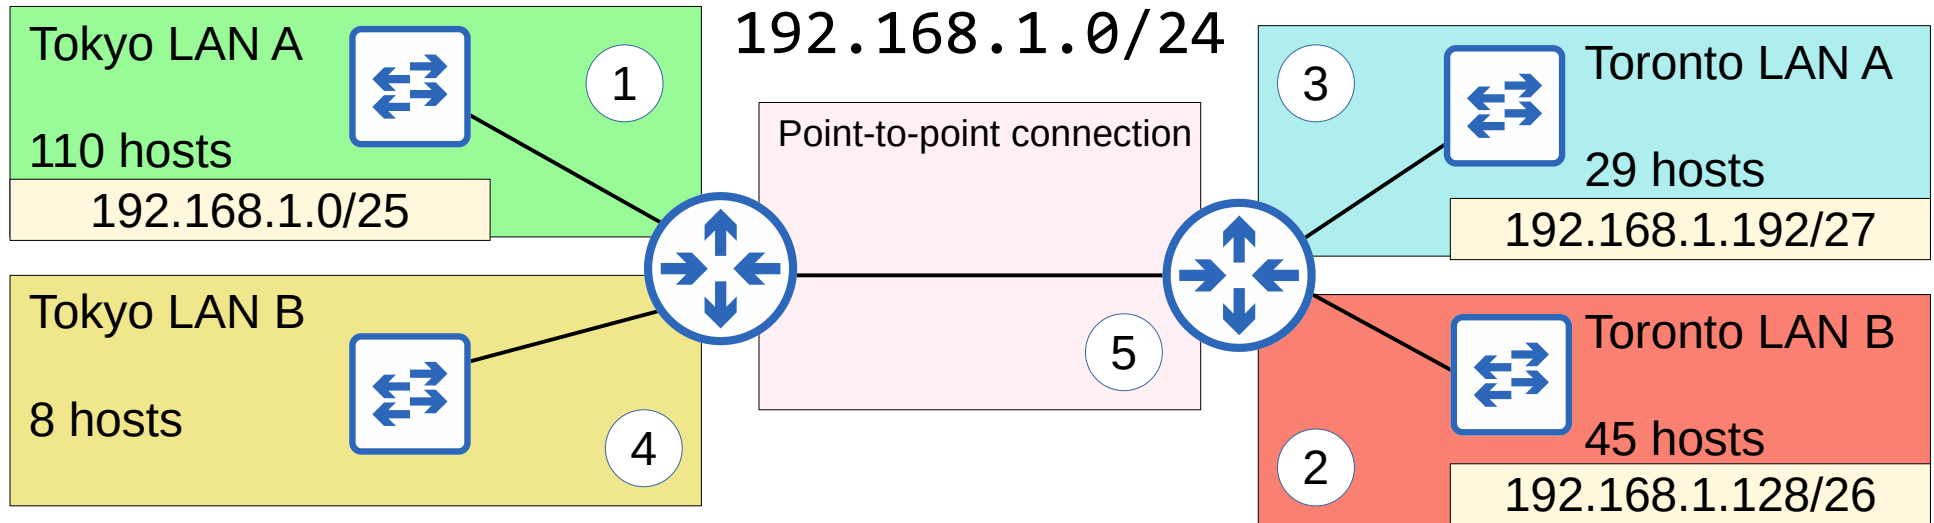 192.168.1.0/24
Tokyo LAN A
1
110 hosts
192.168.1.0/25
Point-to-point connection
5
3
Toronto LAN A
29 hosts
192.168.1.192/27
Tokyo LAN B
8 hosts
4
Toronto LAN B
45 hosts
2
192.168.1.128/26